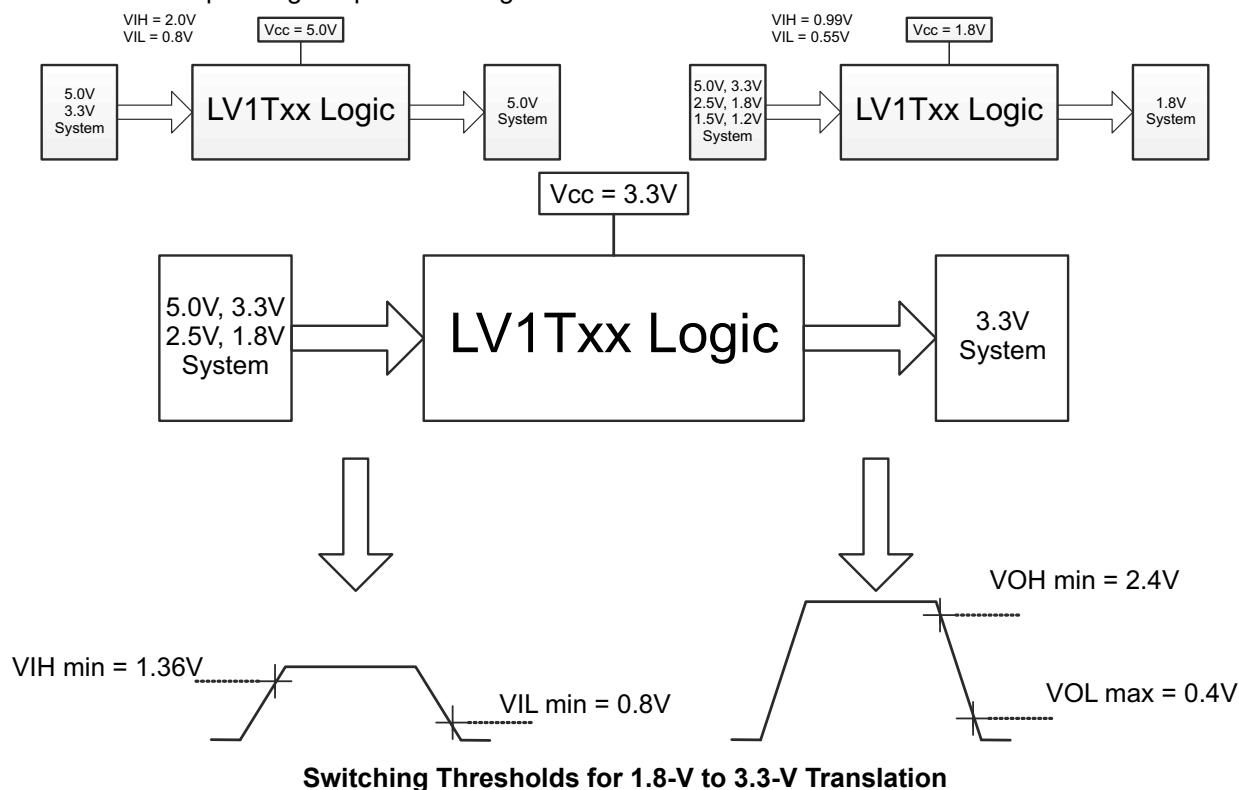 VIH = 2.0V
VIL = 0.8V
Vcc = 5.0V
5.0V
3.3V
System
LV1Txx Logic
5.0V
System
VIH = 0.99V
VIL = 0.55V
Vcc = 1.8V
5.0V, 3.3V
2.5V, 1.8V
1.5V, 1.2V
System
LV1Txx Logic
1.8V
System
Vcc = 3.3V
5.0V, 3.3V
2.5V, 1.8V
System
LV1Txx Logic
3.3V
System
VIH min = 1.36V
VIL min = 0.8V
VOH min = 2.4V
VOL max = 0.4V
Switching Thresholds for 1.8-V to 3.3-V Translation